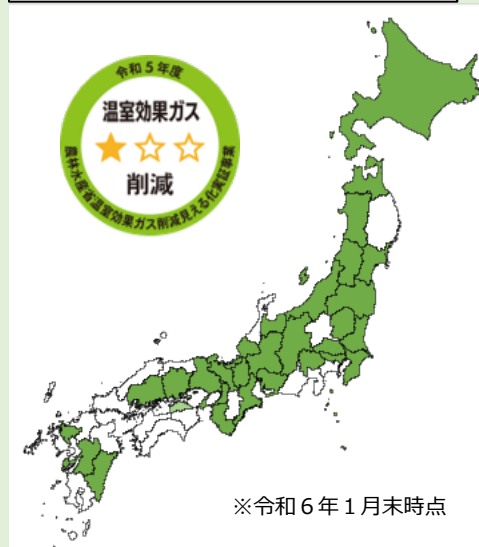 令和５年度
温室効果ガス
削減
農林水産省温室効果ガス削減見える化実証事業
※令和６年１月末時点